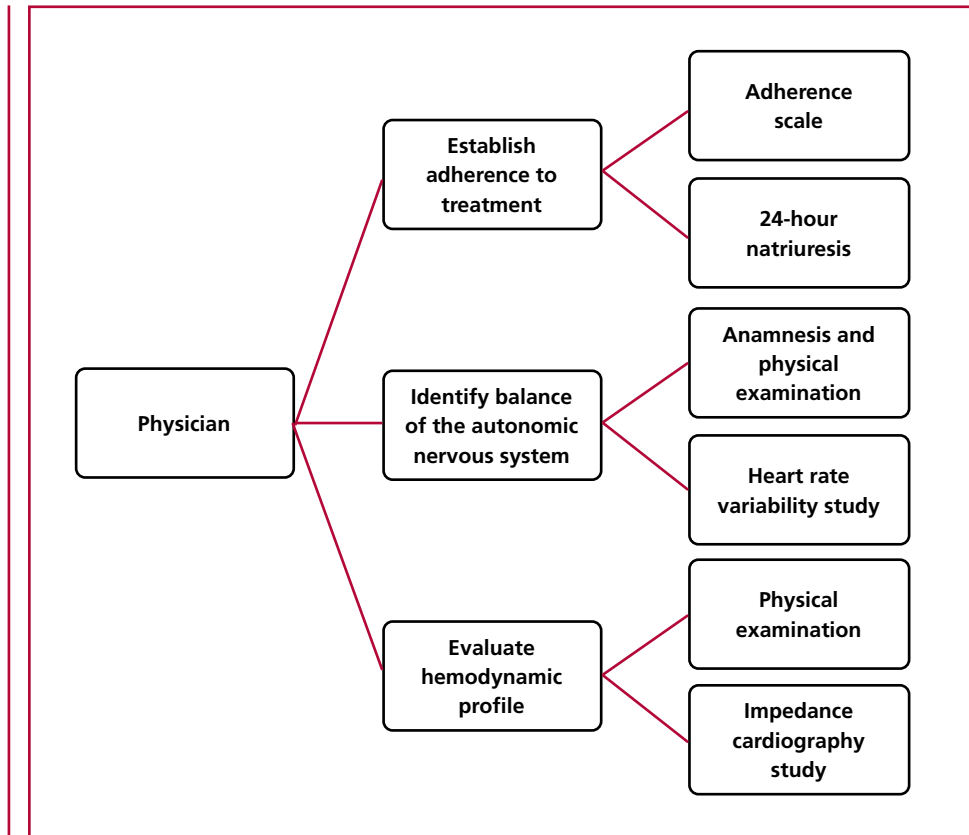 Physician
Establish
adherence to
treatment
Adherence
scale
24-hour
natriuresis
Identify balance
of the autonomic
nervous system
Anamnesis and
physical
examination
Heart rate
variability study
Evaluate
hemodynamic
profile
Physical
examination
Impedance
cardiography
study